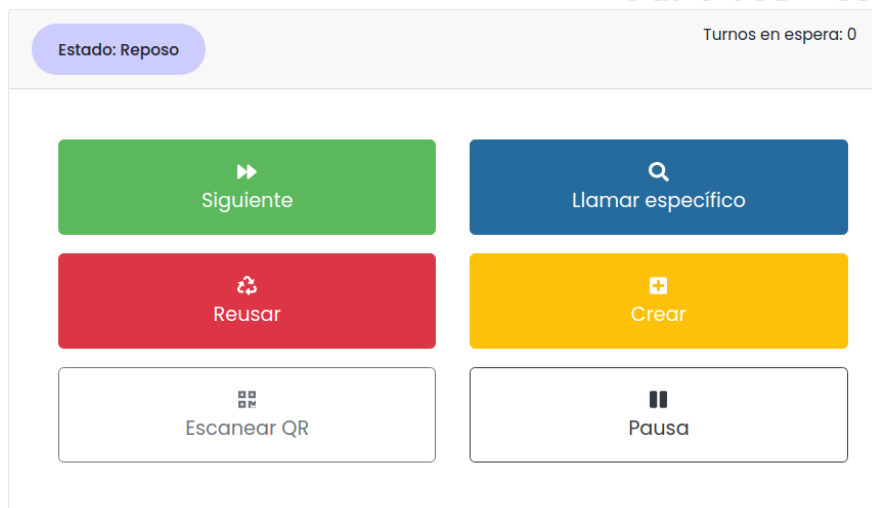 Estado: Reposo
Turnos en espera: 0
Siguiente
Llamar específico
Reusar
Crear
Escanear QR
Pausa